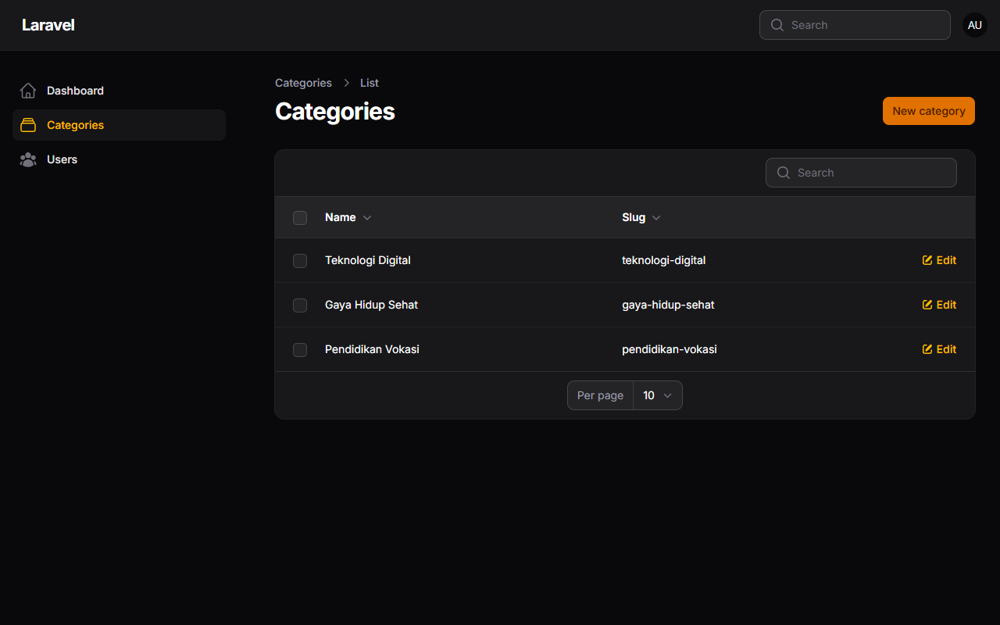 Laravel
Search
AU
Dashboard
Categories
Users
Categories > List
Categories
New category
Search
Name Slug
Teknologi Digital teknologi-digital Edit
Gaya Hidup Sehat gaya-hidup-sehat Edit
Pendidikan Vokasi pendidikan-vokasi Edit
Per page 10